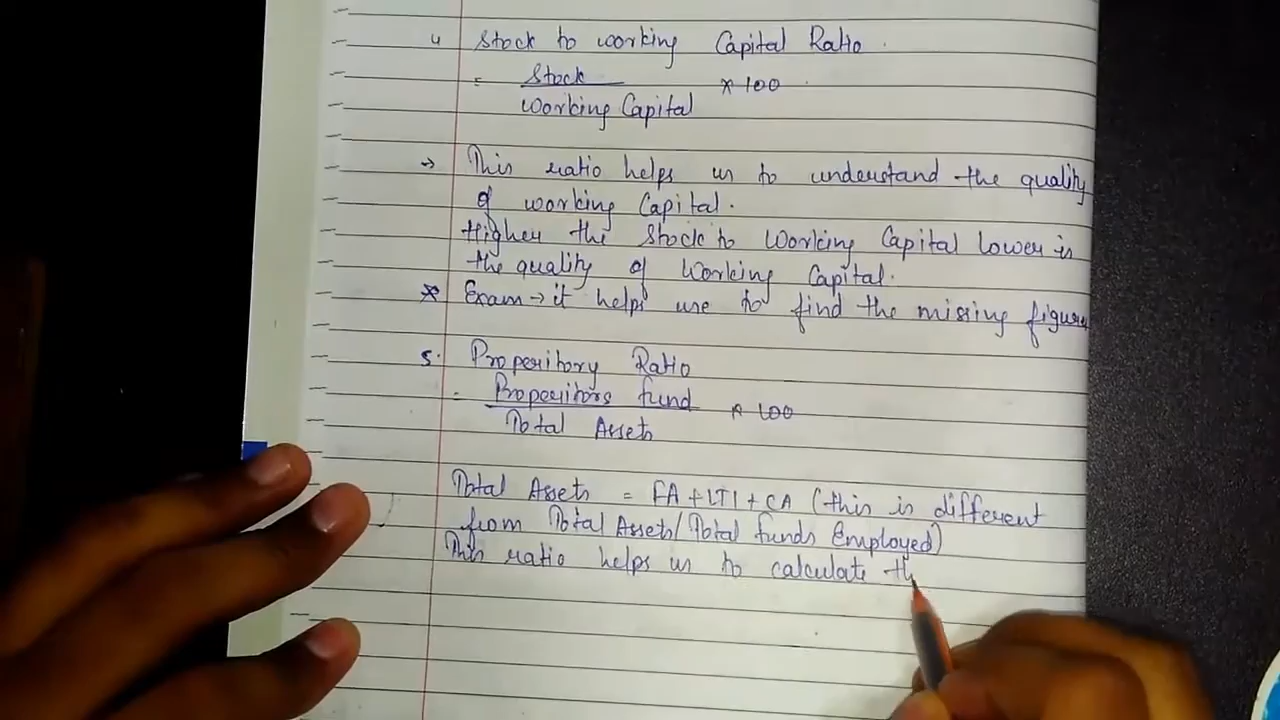 4 Stock to working Capital Ratio.
= Stock × 100
Working Capital
→ This ratio helps us to understand the quality
of working Capital.
Higher the Stock to Working Capital lower is
the quality of Working Capital.
* Exam → it helps use to find the missing figure
5. Properitory Ratio
= Properitors fund × 100
Total Assets
Total Assets = FA + LTI + CA (this is different
from Total Assets/Total funds Employed)
This ratio helps us to calculate th